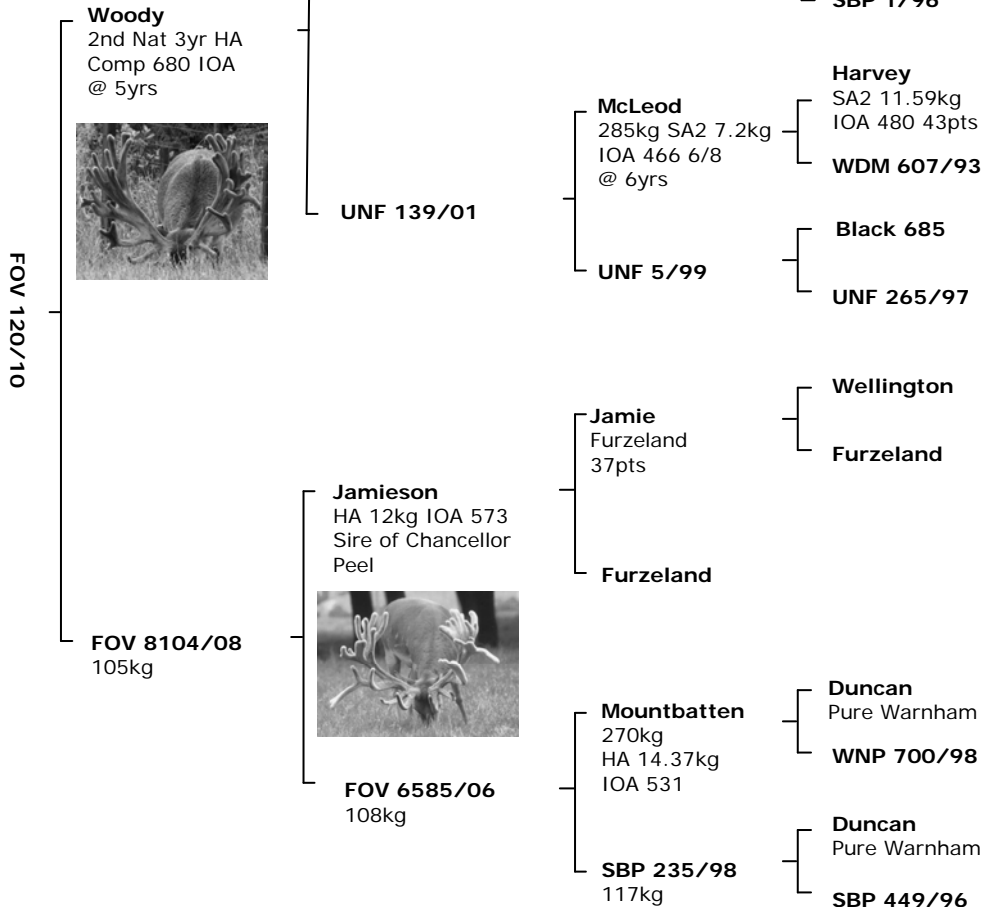 SBP 1/96
Woody
2nd Nat 3yr HA
Comp 680 IOA
@ 5yrs
Harvey
SA2 11.59kg
IOA 480 43pts
McLeod
285kg SA2 7.2kg
IOA 466 6/8
@ 6yrs
WDM 607/93
UNF 139/01
Black 685
UNF 5/99
UNF 265/97
FOV 120/10
Wellington
Jamie
Furzeland
37pts
Furzeland
Jamieson
HA 12kg IOA 573
Sire of Chancellor
Peel
Furzeland
FOV 8104/08
105kg
Duncan
Pure Warnham
Mountbatten
270kg
HA 14.37kg
IOA 531
WNP 700/98
FOV 6585/06
108kg
Duncan
Pure Warnham
SBP 235/98
117kg
SBP 449/96